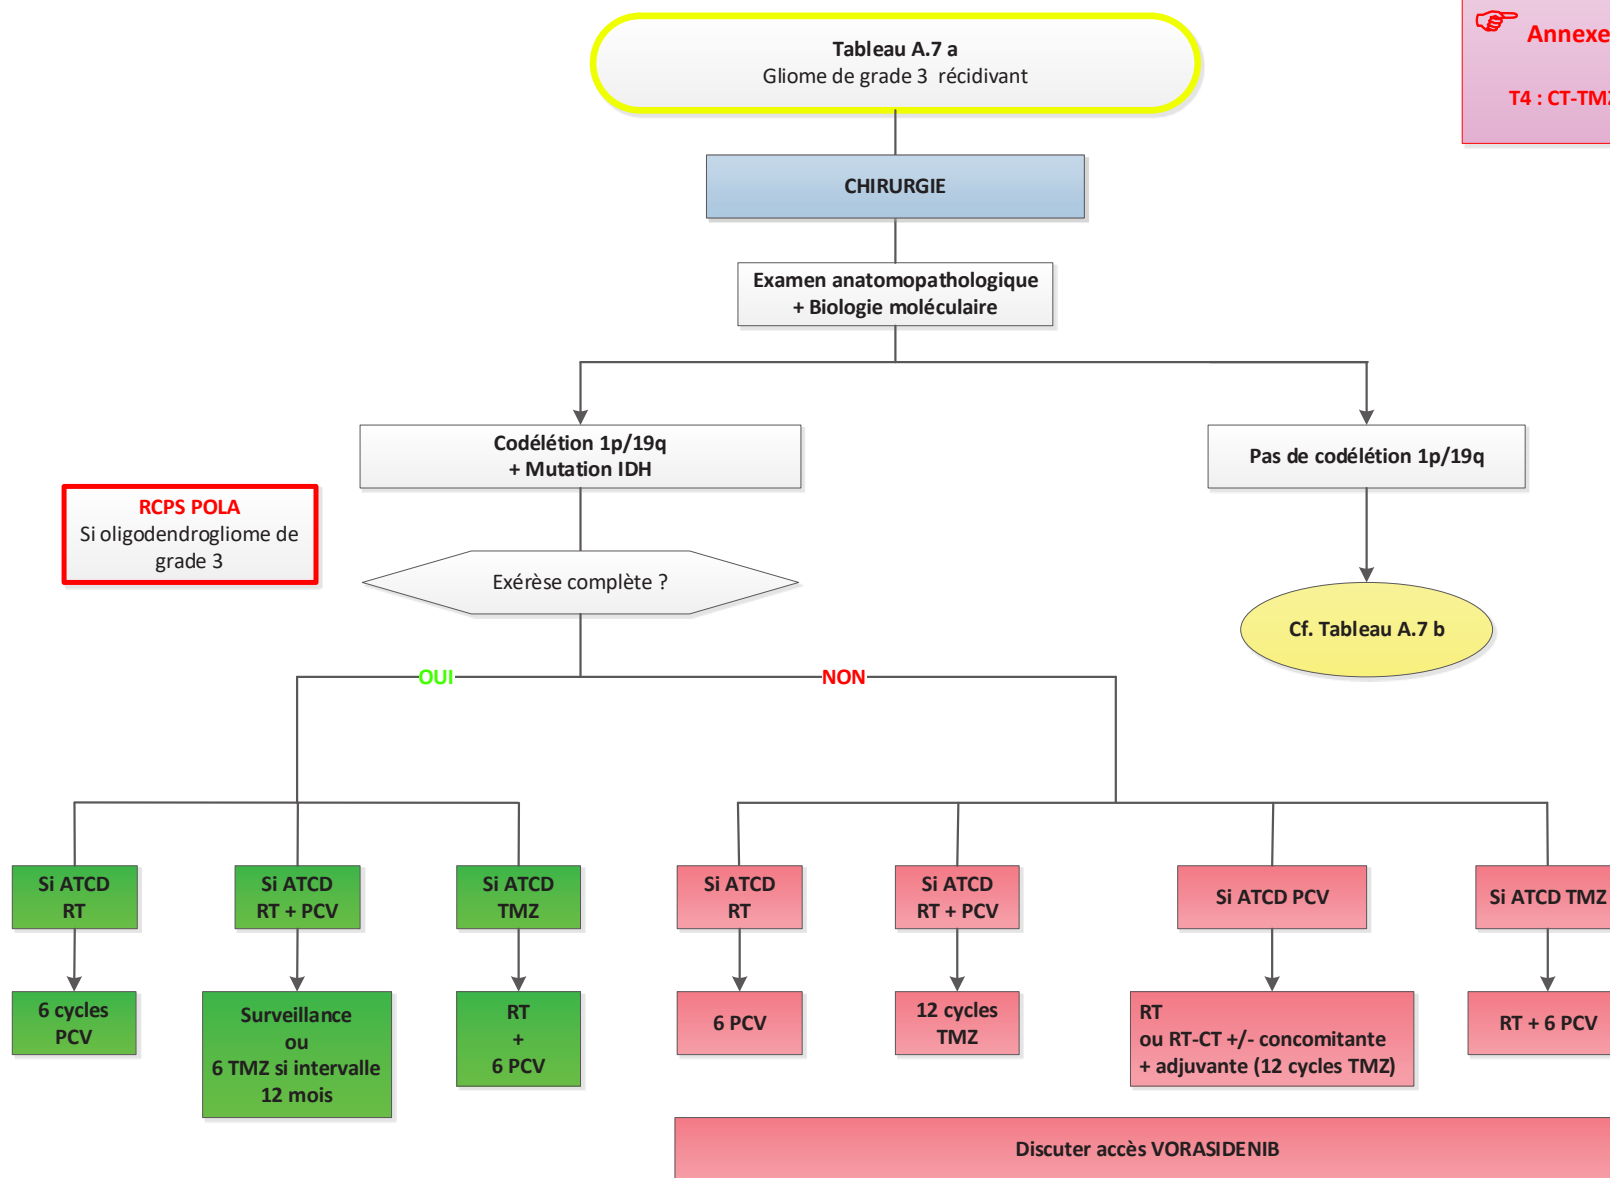 Tableau A.7 a
Gliome de grade 3 récidivant
Annexe
T4 : CT-TMZ
CHIRURGIE
Examen anatomopathologique
+ Biologie moléculaire
Codélétion 1p/19q
+ Mutation IDH
Pas de codélétion 1p/19q
RCPS POLA
Si oligodendrogliome de
grade 3
Exérèse complète ?
Cf. Tableau A.7 b
OUI
NON
Si ATCD
RT
Si ATCD
RT + PCV
Si ATCD
TMZ
Si ATCD
RT
Si ATCD
RT + PCV
Si ATCD PCV
Si ATCD TMZ
6 cycles
PCV
Surveillance
ou
6 TMZ si intervalle
12 mois
RT
+
6 PCV
6 PCV
12 cycles
TMZ
RT
ou RT-CT +/- concomitante
+ adjuvante (12 cycles TMZ)
RT + 6 PCV
Discuter accès VORASIDENIB